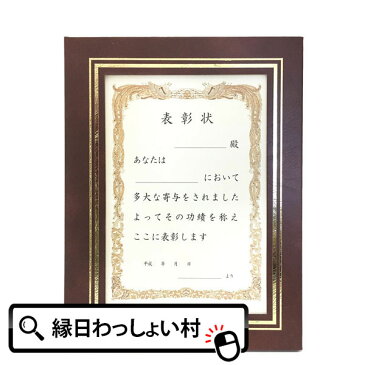 表彰状
殿
あなたは
において
多大な寄与をされました
よってその功績を称え
ここに表彰します
平成 年 月 日
より
縁日わっしょい村